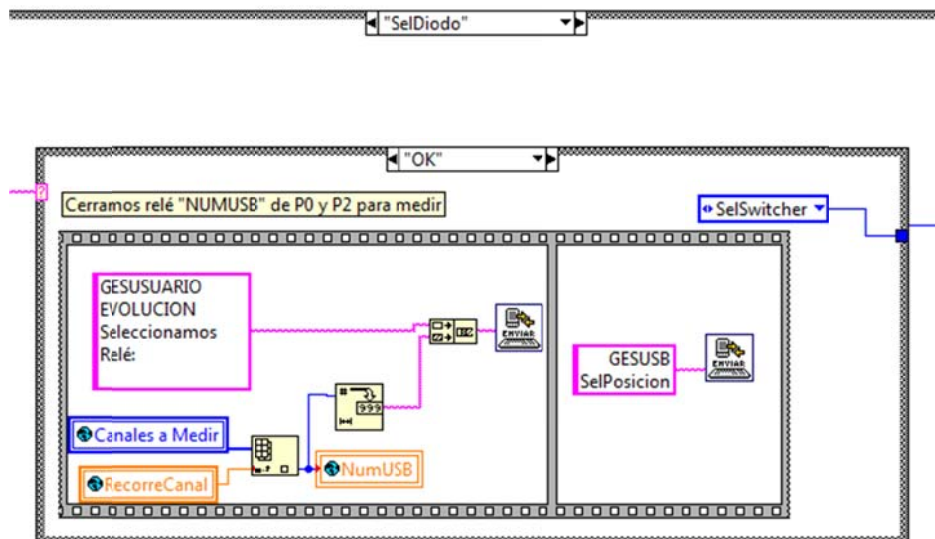 "SelDiodo"
"OK"
?
Cerramos relé "NUMUSB" de P0 y P2 para medir
SelSwitcher
GESUSUARIO
EVOLUCION
Seleccionamos
Relé:
ENVIAR
GESUSB
SelPosicion
ENVIAR
999
Canales a Medir
NumUSB
RecorreCanal